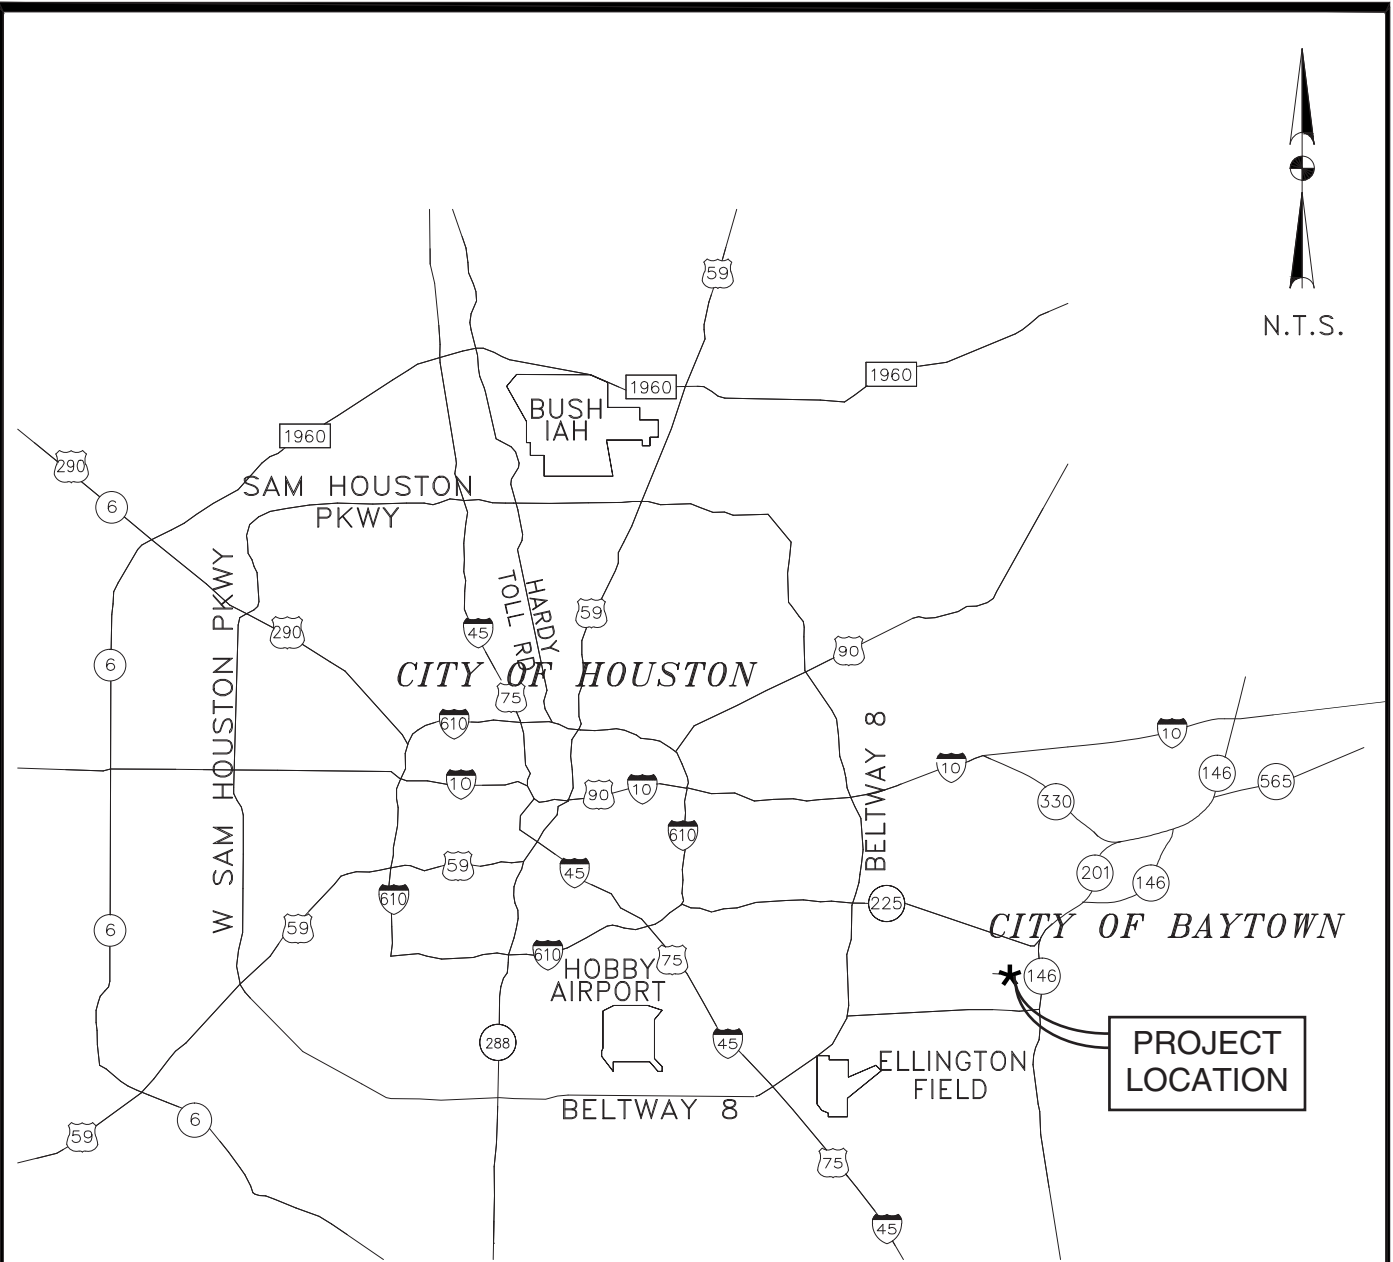 59
N.T.S.
1960
1960
BUSH
IAH
1960
290
6
SAM HOUSTON
PKWY
W SAM HOUSTON PKWY
HARDY
TOLL RD
59
45
290
90
6
CITY OF HOUSTON
75
610
BELTWAY 8
10
10
146
565
10
90
10
330
610
59
45
201
146
610
225
59
6
CITY OF BAYTOWN
610
75
HOBBY
AIRPORT
146
288
45
PROJECT
LOCATION
ELLINGTON
FIELD
BELTWAY 8
6
59
75
45